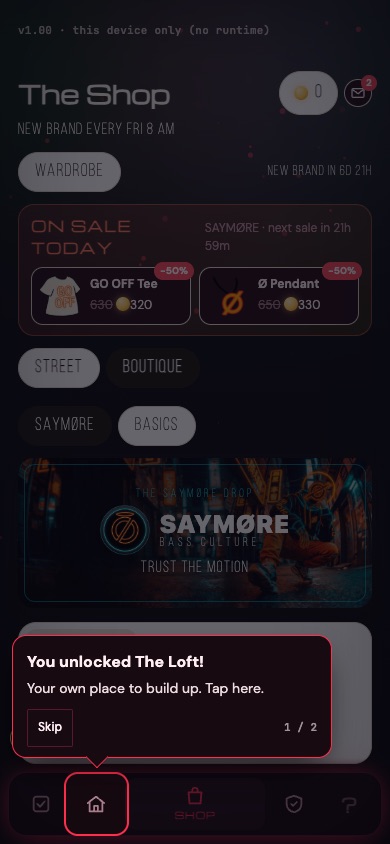 v1.00 · this device only (no runtime)
The Shop
0
2
NEW BRAND EVERY FRI 8 AM
WARDROBE
NEW BRAND IN 6D 21H
ON SALE TODAY
SAYMØRE · next sale in 21h 59m
-50%
GO OFF Tee
630 320
GO OFF
-50%
Ø Pendant
650 330
STREET
BOUTIQUE
SAYMØRE
BASICS
THE SAYMØRE DROP
SAYMØRE
BASS CULTURE
TRUST THE MOTION
You unlocked The Loft!
Your own place to build up. Tap here.
Skip
1 / 2
SHOP